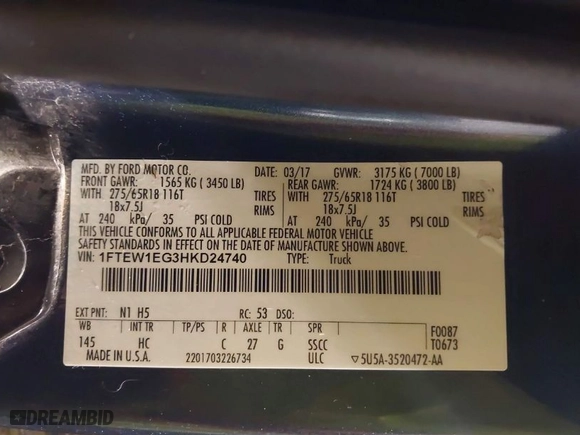 MFD. BY FORD MOTOR CO.
DATE: 03/17 GVWR: 3175 KG (7000 LB)
FRONT GAWR: 1565 KG (3450 LB) REAR GAWR: 1724 KG (3800 LB)
WITH 275/65R18 116T TIRES WITH 275/65R18 116T TIRES
18x7.5J RIMS 18x7.5J RIMS
AT 240 kPa/ 35 PSI COLD AT 240 kPa/ 35 PSI COLD
THIS VEHICLE CONFORMS TO ALL APPLICABLE FEDERAL MOTOR VEHICLE
SAFETY STANDARDS IN EFFECT ON THE DATE OF MANUFACTURE SHOWN ABOVE.
VIN: 1FTEW1EG3HKD24740 TYPE: Truck
EXT PNT: N1 H5 RC: 53 DSO:
WB INT TR TP/PS R AXLE TR SPR F0087
145 HC C 27 G SSCC T0673
MADE IN U.S.A. 2201703226734 ULC ▽5U5A-3520472-AA
DREAMBID